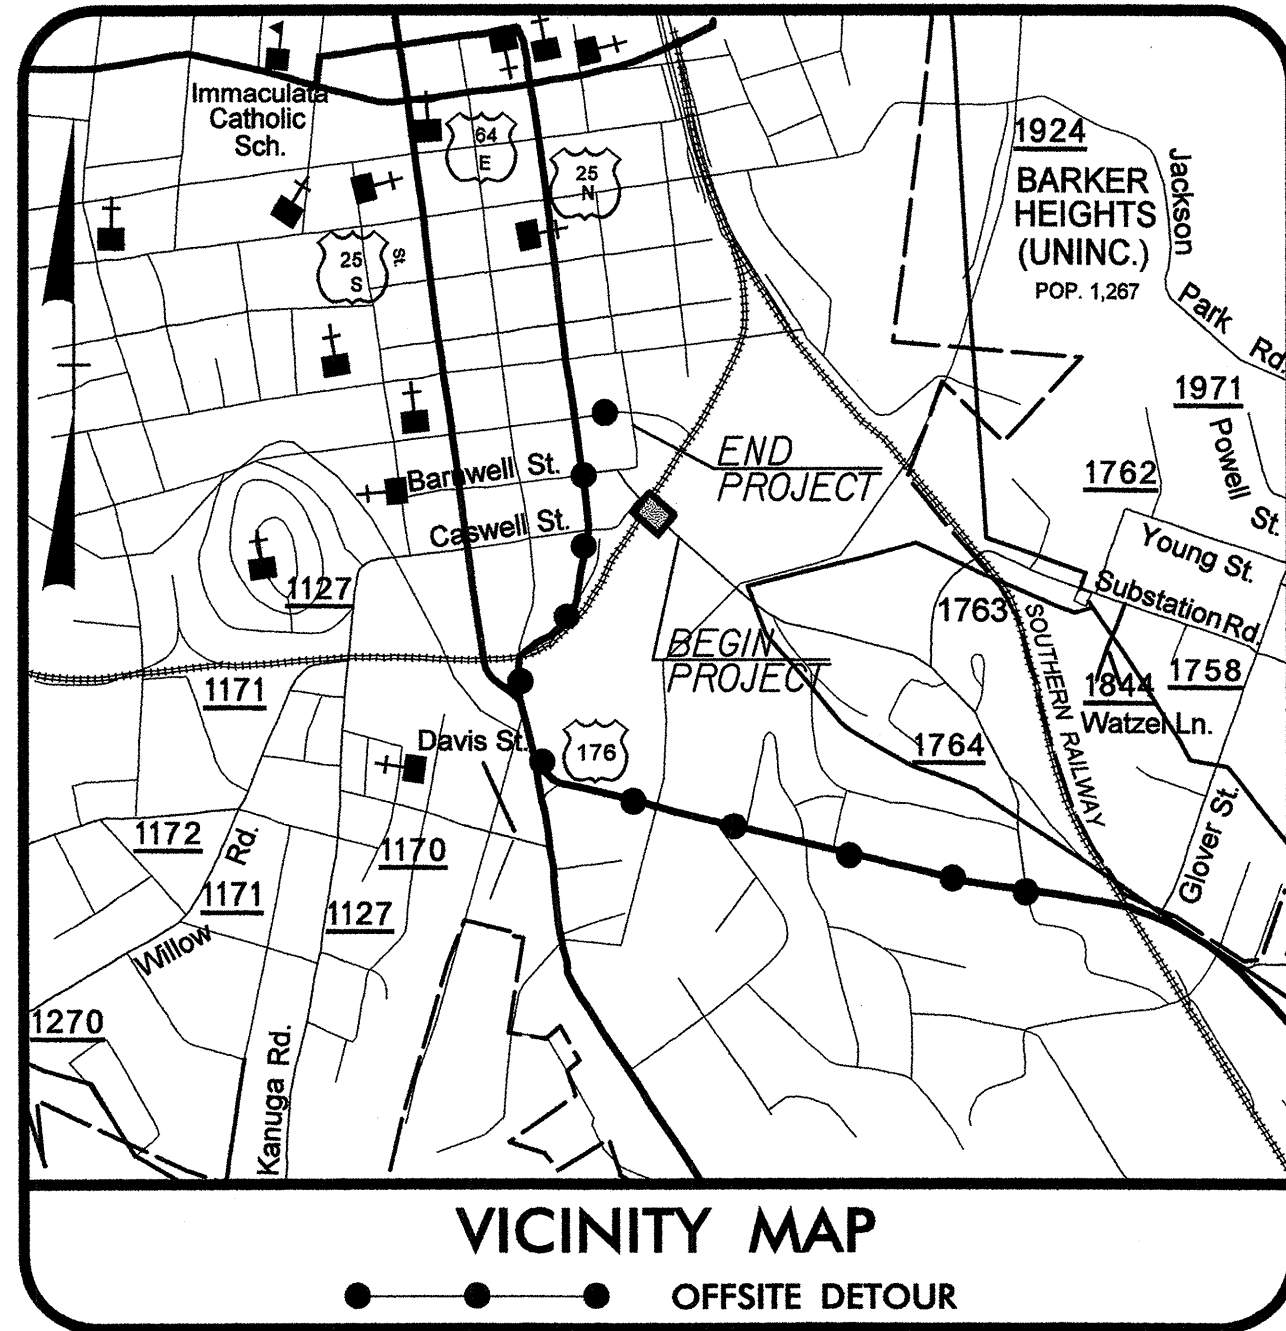 Immaculata
Catholic
Sch.
64
E
25
N
25
S
St.
1924
BARKER
HEIGHTS
(UNINC.)
POP. 1,267
Jackson
Park Rd.
1971
Powell
St.
1762
END
PROJECT
Barnwell St.
Caswell St.
Young St.
Substation Rd.
1127
1763
BEGIN
PROJECT
SOUTHERN RAILWAY
1171
1844
1758
Watzel Ln.
Davis St.
176
1764
1172
Rd.
1170
Glover St.
1171
1127
Willow
1270
Kanuga Rd.
VICINITY MAP
OFFSITE DETOUR